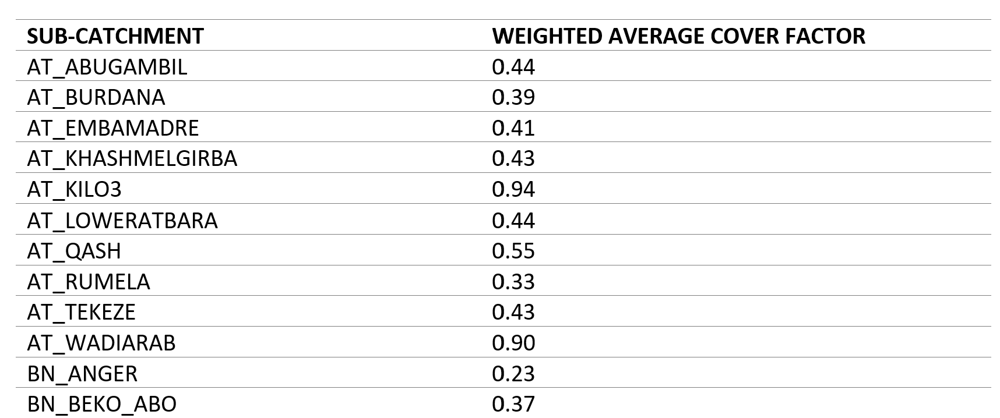 SUB-CATCHMENT WEIGHTED AVERAGE COVER FACTOR
AT_ABUGAMBIL 0.44
AT_BURDANA 0.39
AT_EMBAMADRE 0.41
AT_KHASHMELGIRBA 0.43
AT_KILO3 0.94
AT_LOWERATBARA 0.44
AT_QASH 0.55
AT_RUMELA 0.33
AT_TEKEZE 0.43
AT_WADIARAB 0.90
BN_ANGER 0.23
BN_BEKO_ABO 0.37